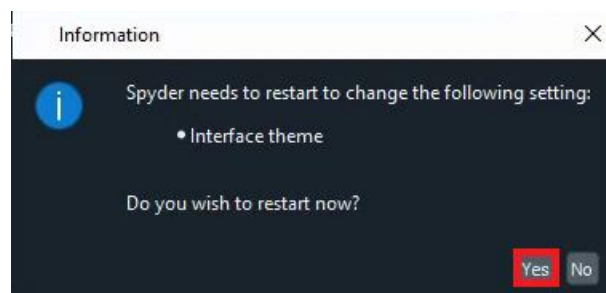 Information
Spyder needs to restart to change the following setting:
• Interface theme
Do you wish to restart now?
Yes No